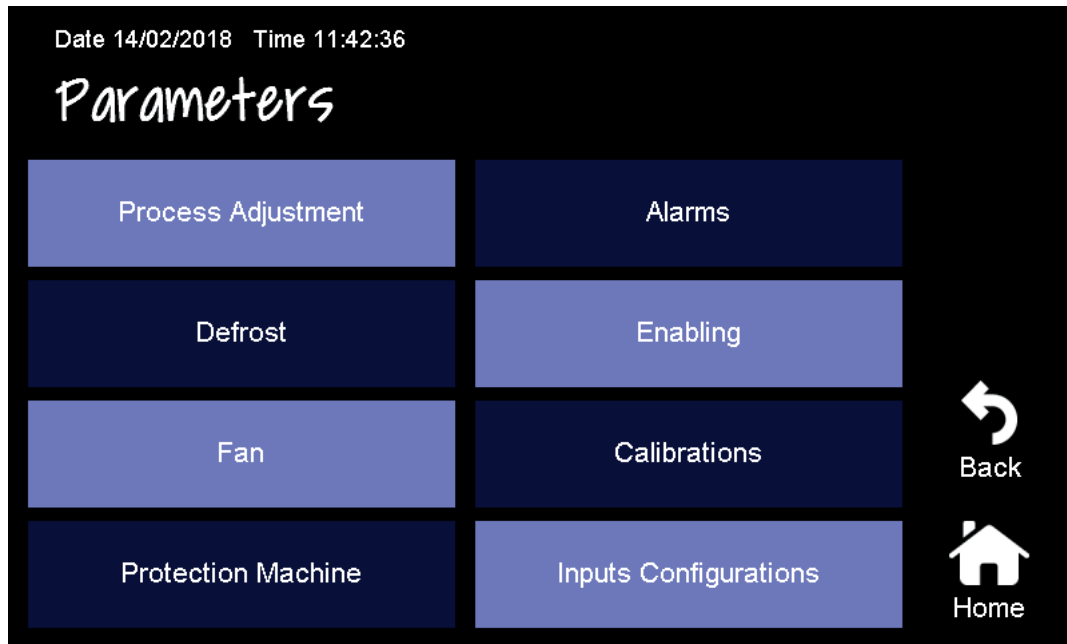 Date 14/02/2018 Time 11:42:36
Parameters
Process Adjustment
Alarms
Defrost
Enabling
Fan
Calibrations
Back
Protection Machine
Inputs Configurations
Home